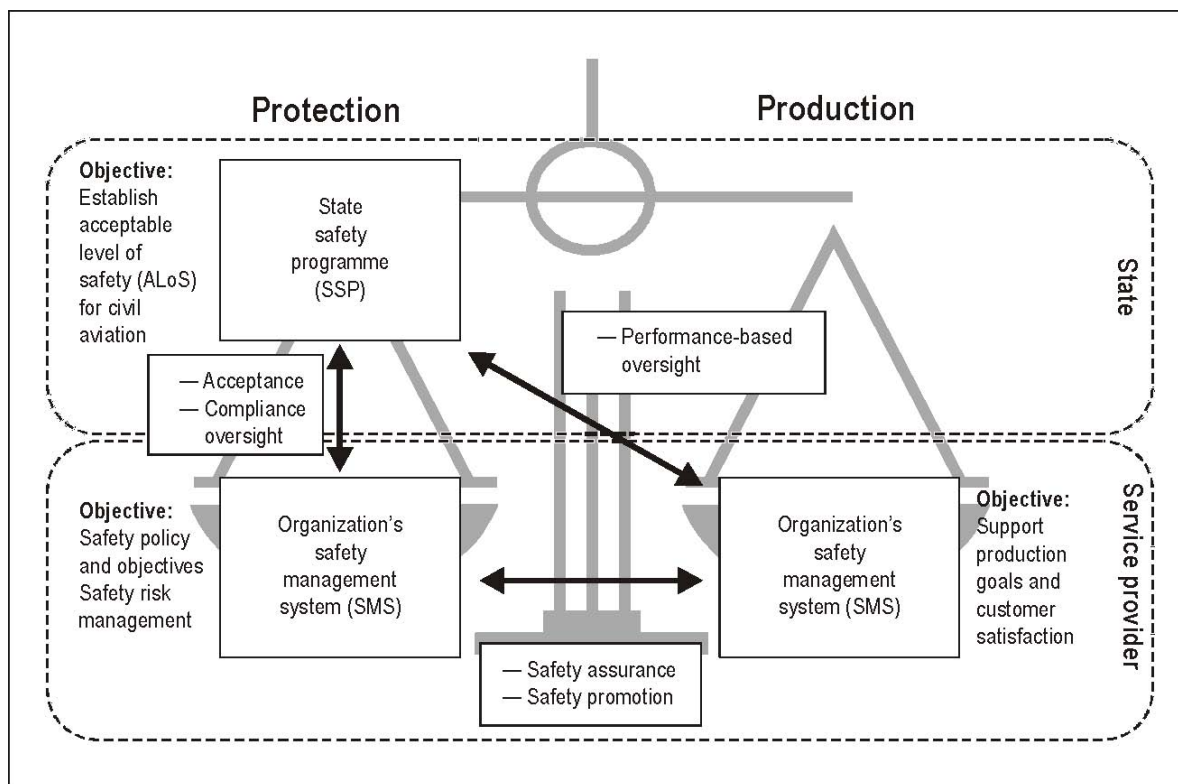 Protection
Production
Objective:
Establish
acceptable
level of
safety (ALoS)
for civil
aviation
State
safety
programme
(SSP)
State
— Performance-based
oversight
— Acceptance
— Compliance
oversight
Objective:
Safety policy
and objectives
Safety risk
management
Organization’s
safety
management
system (SMS)
Organization’s
safety
management
system (SMS)
Objective:
Support
production
goals and
customer
satisfaction
Service provider
— Safety assurance
— Safety promotion